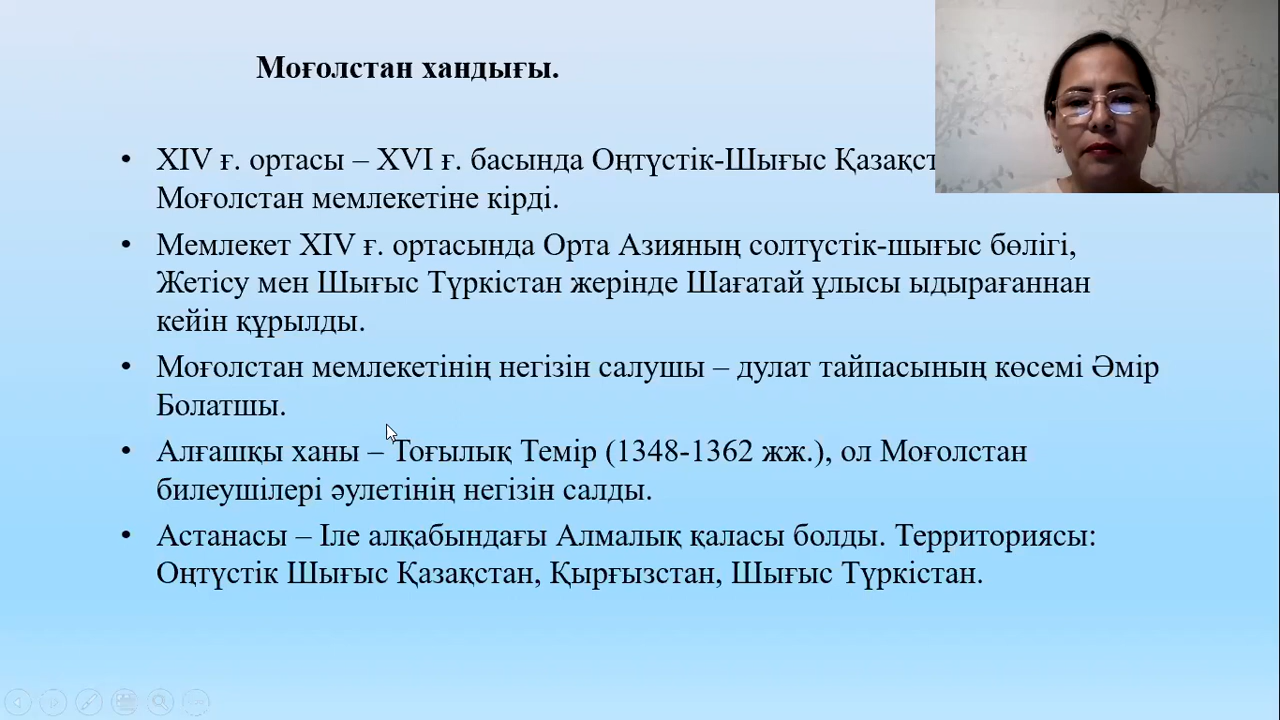 Моғолстан хандығы.
• XIV ғ. ортасы – XVI ғ. басында Оңтүстік-Шығыс
Моғолстан мемлекетіне кірді.
• Мемлекет XIV ғ. ортасында Орта Азияның солтүстік-шығыс бөлігі,
Жетісу мен Шығыс Түркістан жерінде Шағатай ұлысы ыдырағаннан
кейін құрылды.
• Моғолстан мемлекетінің негізін салушы – дулат тайпасының көсемі Әмір
Болатшы.
• Алғашқы ханы – Тоғылық Темір (1348-1362 жж.), ол Моғолстан
билеушілері әулетінің негізін салды.
• Астанасы – Іле алқабындағы Алмалық қаласы болды. Территориясы:
Оңтүстік Шығыс Қазақстан, Қырғызстан, Шығыс Түркістан.